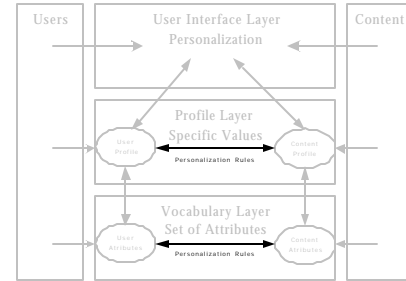 Users
User Interface Layer
Personalization
Content
Profile Layer
Specific Values
User
Profile
Content
Profile
Personalization Rules
Vocabulary Layer
Set of Attributes
User
Attributes
Content
Attributes
Personalization Rules